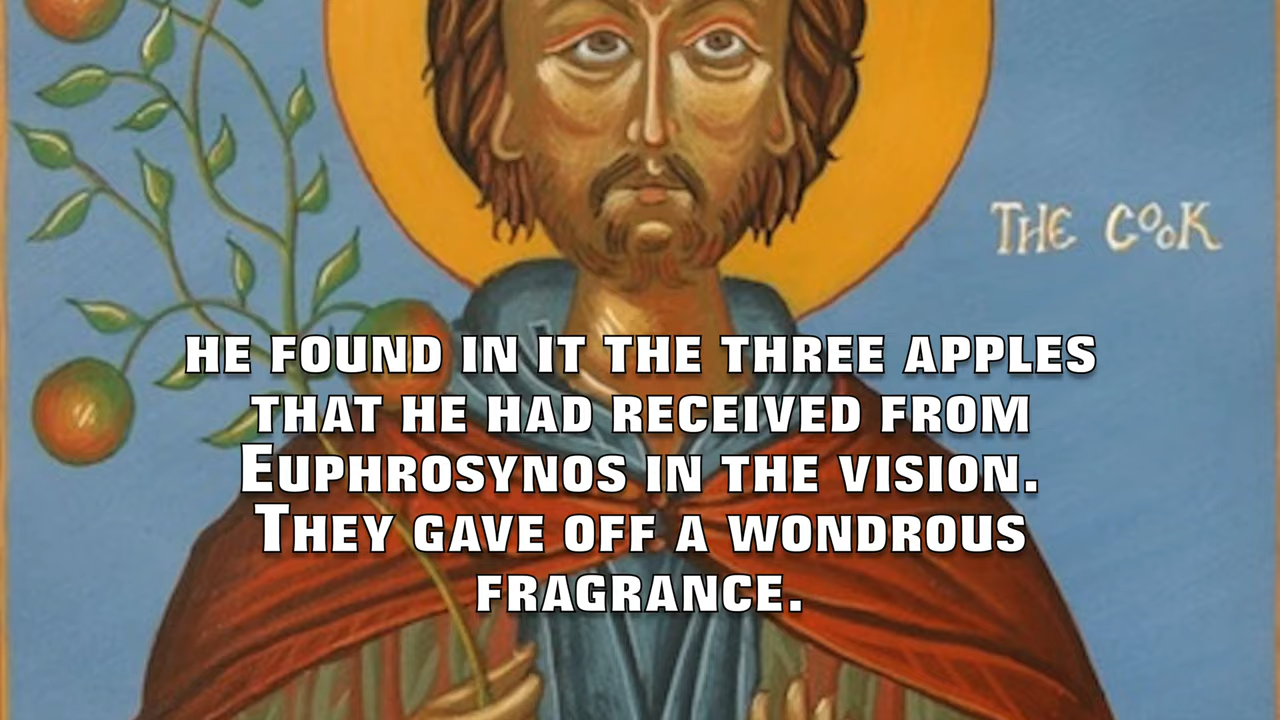 THE COOK
HE FOUND IN IT THE THREE APPLES
THAT HE HAD RECEIVED FROM
EUPHROSYNOS IN THE VISION.
THEY GAVE OFF A WONDROUS
FRAGRANCE.